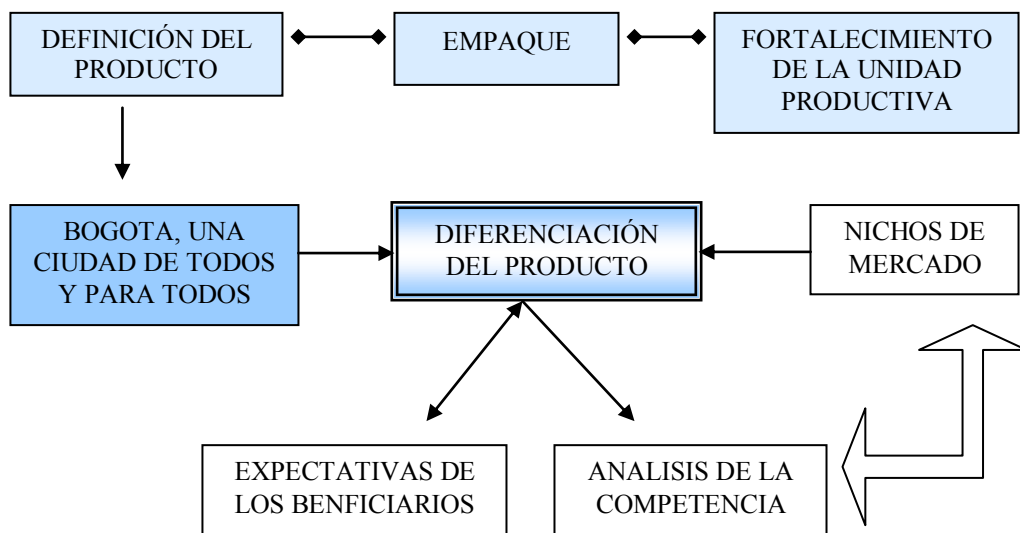 DEFINICIÓN DEL
PRODUCTO
EMPAQUE
FORTALECIMIENTO
DE LA UNIDAD
PRODUCTIVA
BOGOTA, UNA
CIUDAD DE TODOS
Y PARA TODOS
DIFERENCIACIÓN
DEL PRODUCTO
NICHOS DE
MERCADO
EXPECTATIVAS DE
LOS BENFICIARIOS
ANALISIS DE LA
COMPETENCIA